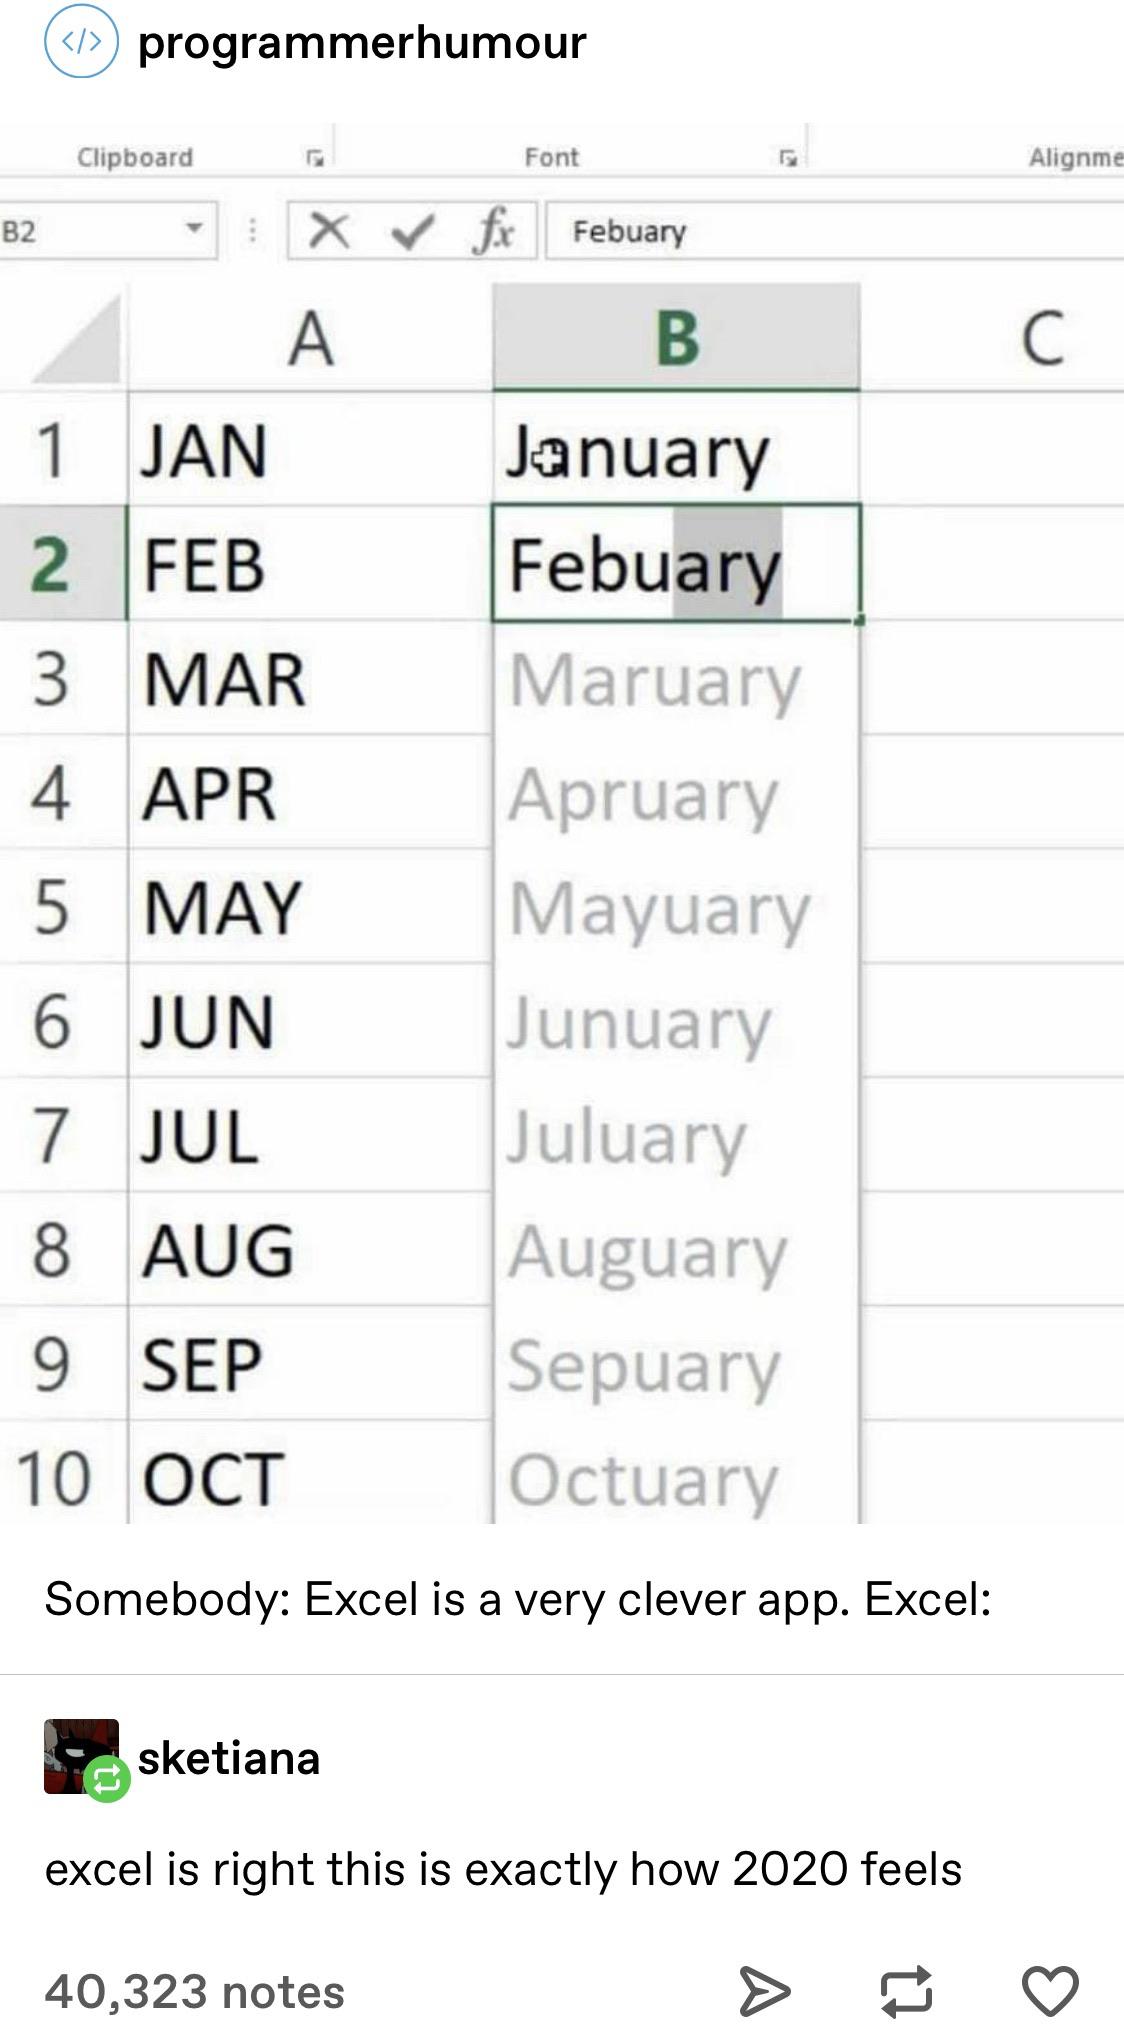 programmerhumour
Clipboard Font Alignme
B2 fx Febuary
A B C
1 JAN January
2 FEB Febuary
3 MAR Maruary
4 APR Apruary
5 MAY Mayuary
6 JUN Junuary
7 JUL Juluary
8 AUG Auguary
9 SEP Sepuary
10 OCT Octuary
Somebody: Excel is a very clever app. Excel:
sketiana
excel is right this is exactly how 2020 feels
40,323 notes